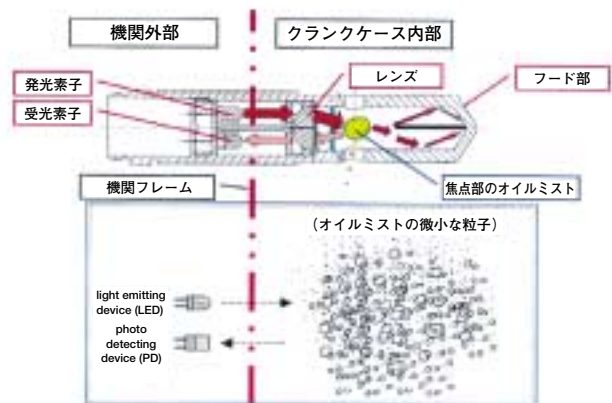 機関外部
クランクケース内部
発光素子
レンズ
フード部
受光素子
機関フレーム
焦点部のオイルミスト
(オイルミストの微小な粒子)
light emitting
device (LED)
photo
detecting
device (PD)